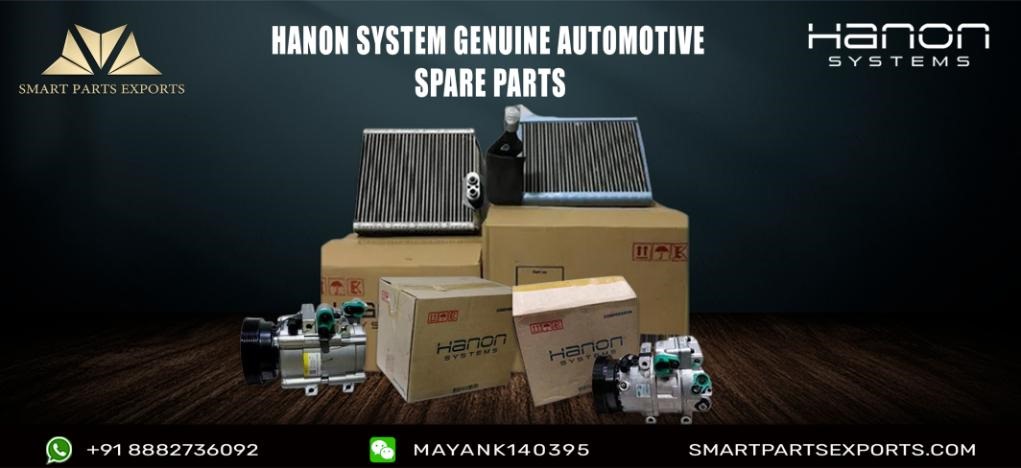 SMART PARTS EXPORTS
HANON SYSTEM GENUINE AUTOMOTIVE
SPARE PARTS
Hanon
SYSTEMS
Hanon
SYSTEMS
Hanon
SYSTEMS
+91 8882736092
MAYANK140395
SMARTPARTSEXPORTS.COM